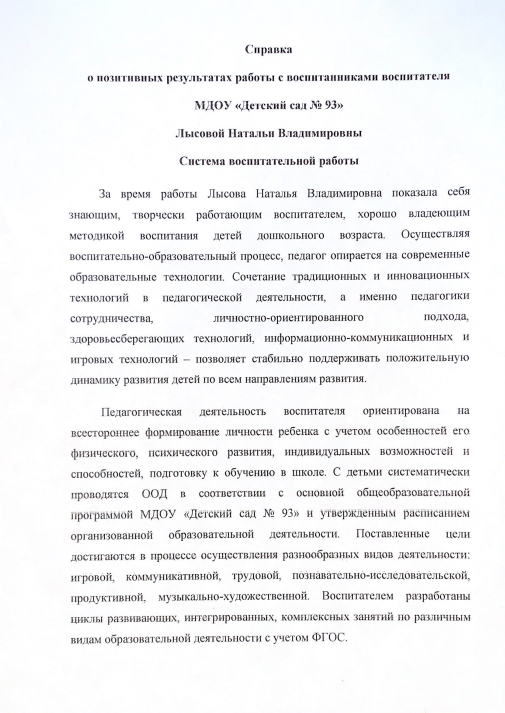 Справка
о позитивных результатах работы с воспитанниками воспитателя
МДОУ «Детский сад № 93»
Лысовой Натальи Владимировны
Система воспитательной работы
За время работы Лысова Наталья Владимировна показала себя
знающим, творчески работающим воспитателем, хорошо владеющим
методикой воспитания детей дошкольного возраста. Осуществляя
воспитательно-образовательный процесс, педагог опирается на современные
образовательные технологии. Сочетание традиционных и инновационных
технологий в педагогической деятельности, а именно педагогики
сотрудничества, личностно-ориентированного подхода,
здоровьесберегающих технологий, информационно-коммуникационных и
игровых технологий – позволяет стабильно поддерживать положительную
динамику развития детей по всем направлениям развития.
Педагогическая деятельность воспитателя ориентирована на
всестороннее формирование личности ребенка с учетом особенностей его
физического, психического развития, индивидуальных возможностей и
способностей, подготовку к обучению в школе. С детьми систематически
проводятся ООД в соответствии с основной общеобразовательной
программой МДОУ «Детский сад № 93» и утвержденным расписанием
организованной образовательной деятельности. Поставленные цели
достигаются в процессе осуществления разнообразных видов деятельности:
игровой, коммуникативной, трудовой, познавательно-исследовательской,
продуктивной, музыкально-художественной. Воспитателем разработаны
циклы развивающих, интегрированных, комплексных занятий по различным
видам образовательной деятельности с учетом ФГОС.